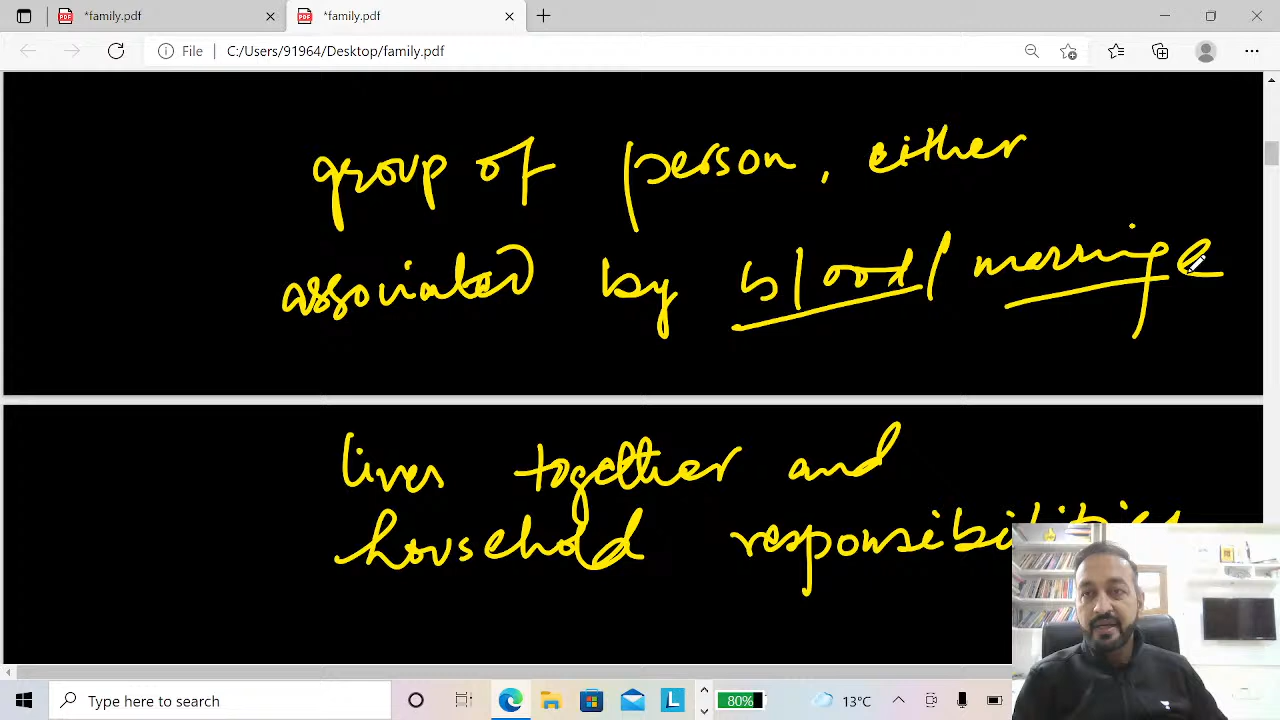 *family.pdf
*family.pdf
File
C:/Users/91964/Desktop/family.pdf
group of person, either
associated by blood/marriage
lives together and
household responsibilities
Type here to search
80%
13°C